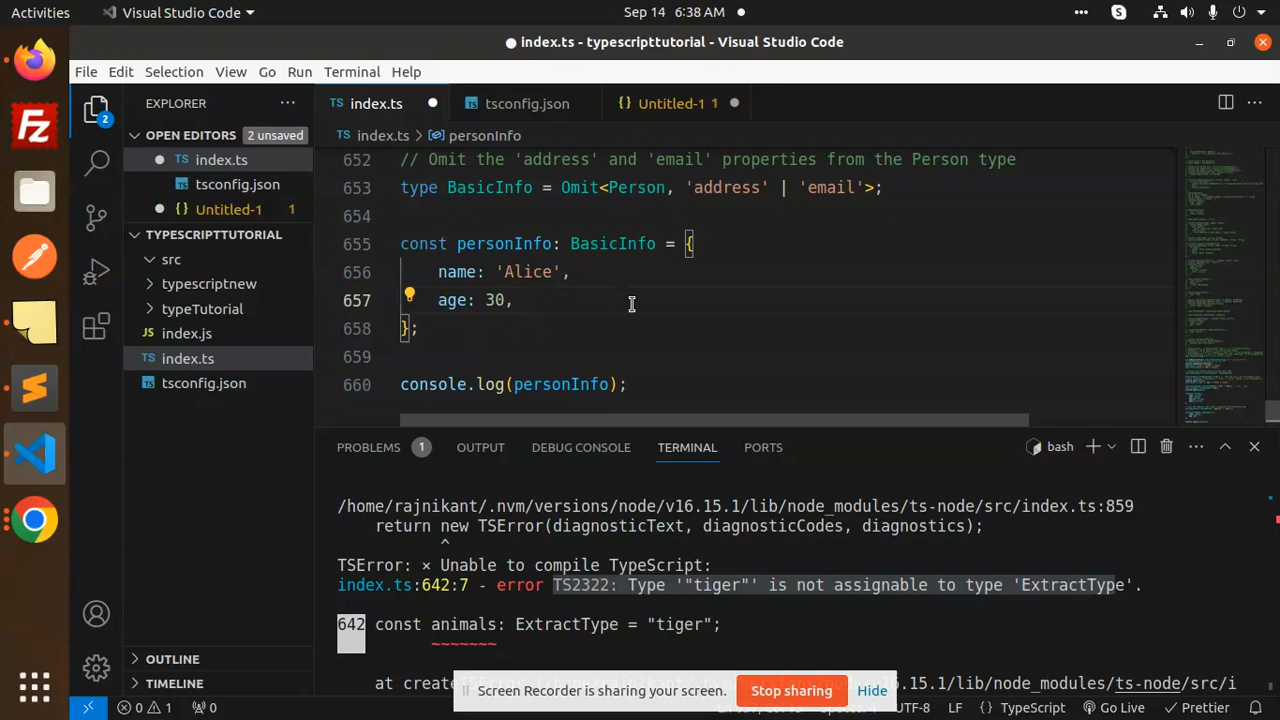 Activities
Visual Studio Code
Sep 14 6:38 AM
index.ts - typescripttutorial - Visual Studio Code
File Edit Selection View Go Run Terminal Help
EXPLORER
TS index.ts
tsconfig.json
{} Untitled-1 1
OPEN EDITORS 2 unsaved
TS index.ts > personInfo
TS index.ts
tsconfig.json
{} Untitled-1 1
TYPESCRIPTTUTORIAL
src
typescriptnew
typeTutorial
JS index.js
TS index.ts
tsconfig.json
OUTLINE
TIMELINE
652 // Omit the 'address' and 'email' properties from the Person type
653 type BasicInfo = Omit<Person, 'address' | 'email'>;
654
655 const personInfo: BasicInfo = {
656 name: 'Alice',
657 age: 30,
658 };
659
660 console.log(personInfo);
PROBLEMS 1 OUTPUT DEBUG CONSOLE TERMINAL PORTS
bash
/home/rajnikant/.nvm/versions/node/v16.15.1/lib/node_modules/ts-node/src/index.ts:859
return new TSError(diagnosticText, diagnosticCodes, diagnostics);
^
TSError: ⨯ Unable to compile TypeScript:
index.ts:642:7 - error TS2322: Type '"tiger"' is not assignable to type 'ExtractType'.
642 const animals: ExtractType = "tiger";
~~~~~~~
Screen Recorder is sharing your screen. Stop sharing Hide
0 1 0
UTF-8 LF {} TypeScript Go Live Prettier